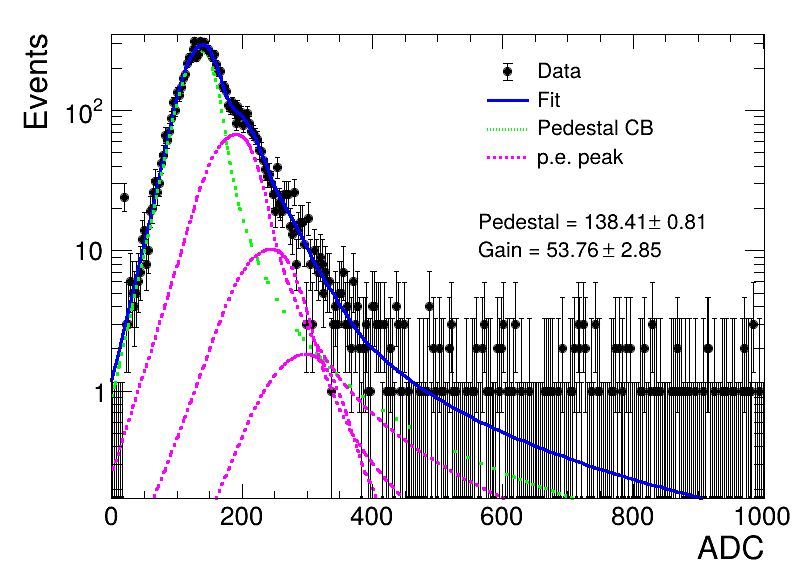 Events
10²
10
1
Data
Fit
Pedestal CB
p.e. peak
Pedestal = 138.41± 0.81
Gain = 53.76 ± 2.85
0 200 400 600 800 1000
ADC